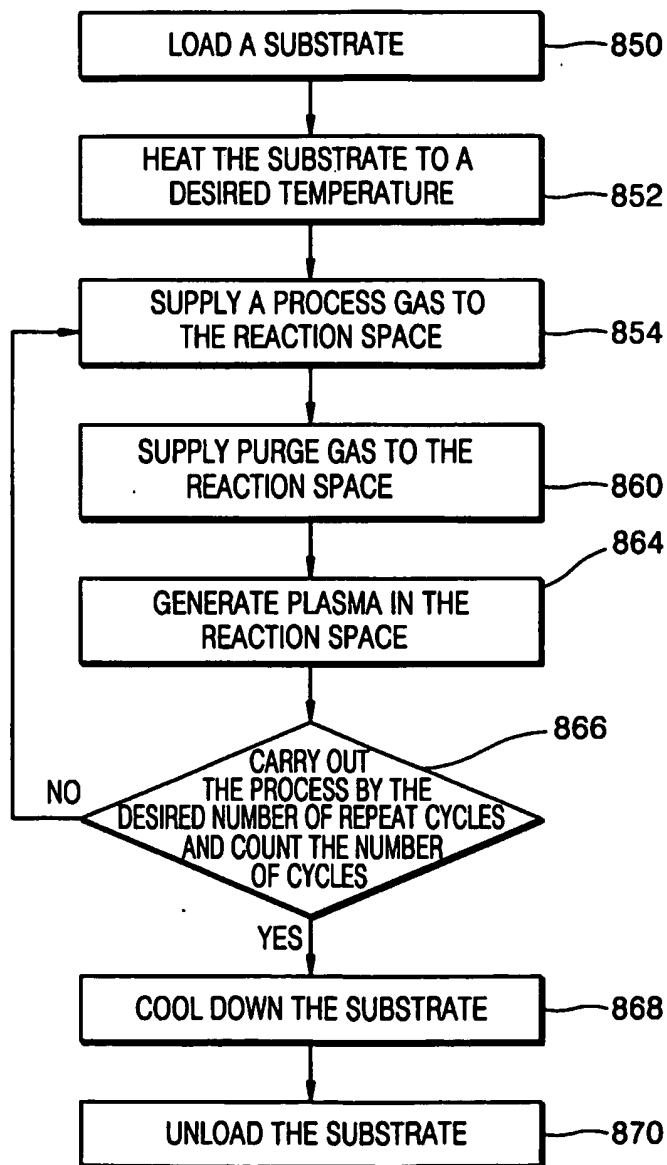 LOAD A SUBSTRATE
850
HEAT THE SUBSTRATE TO A
DESIRED TEMPERATURE
852
SUPPLY A PROCESS GAS TO
THE REACTION SPACE
854
SUPPLY PURGE GAS TO THE
REACTION SPACE
860
864
GENERATE PLASMA IN THE
REACTION SPACE
866
CARRY OUT
THE PROCESS BY THE
DESIRED NUMBER OF REPEAT CYCLES
AND COUNT THE NUMBER
OF CYCLES
NO
YES
COOL DOWN THE SUBSTRATE
868
UNLOAD THE SUBSTRATE
870